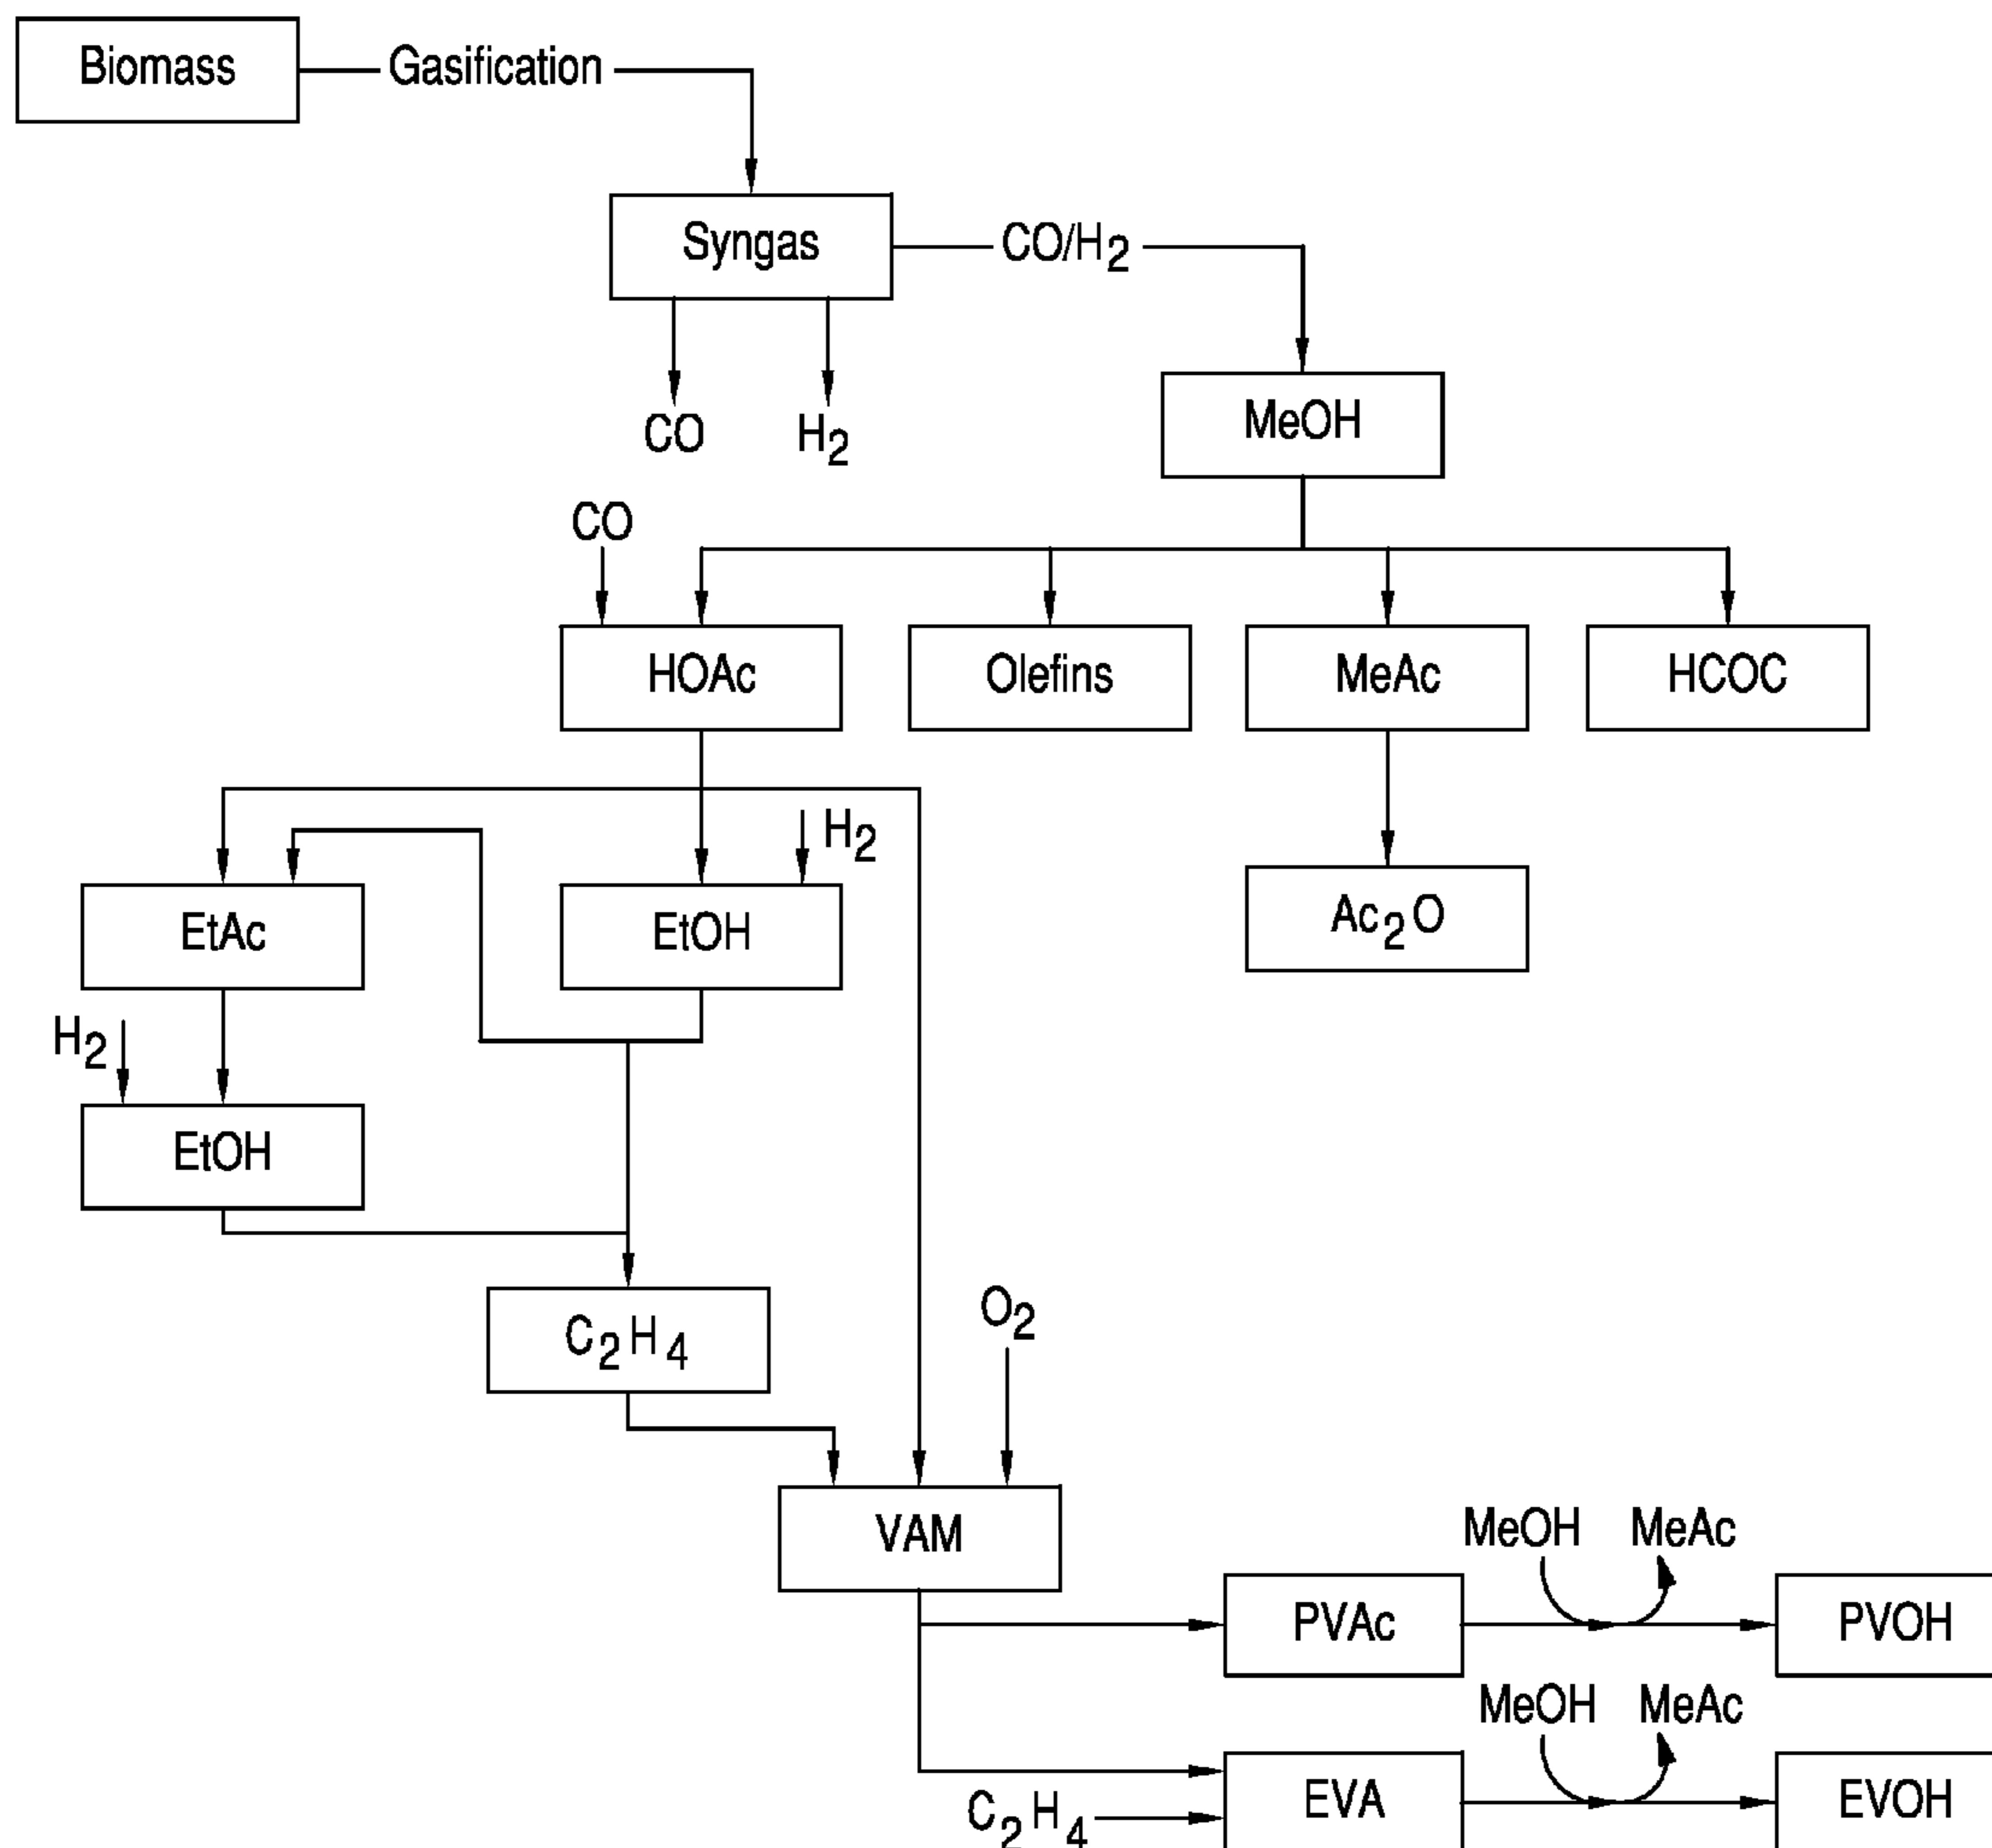 Biomass
Gasification
Syngas
CO/H2
CO
H2
MeOH
CO
HOAc
Olefins
MeAc
HCOC
H2
EtAc
EtOH
Ac2O
H2
EtOH
C2H4
O2
VAM
MeOH
MeAc
PVAc
PVOH
MeOH
MeAc
C2H4
EVA
EVOH